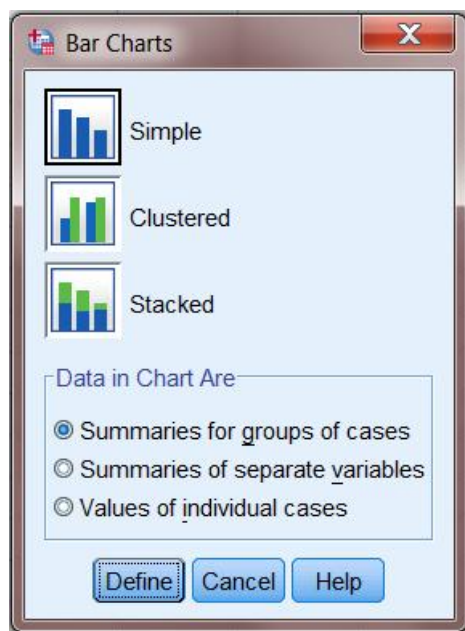 Bar Charts
Simple
Clustered
Stacked
Data in Chart Are
Summaries for groups of cases
Summaries of separate variables
Values of individual cases
Define Cancel Help